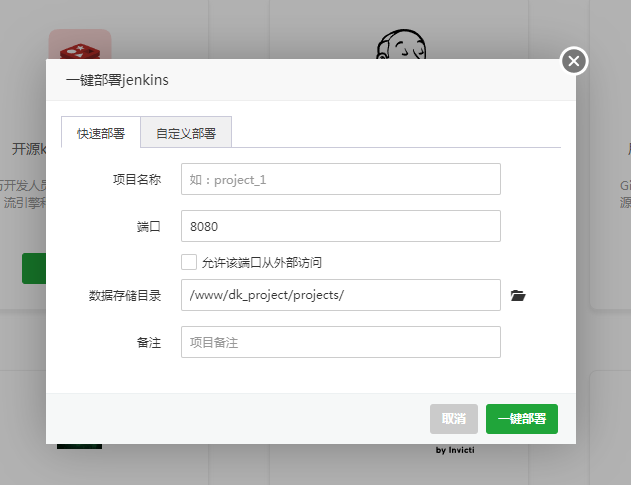 一键部署jenkins
快速部署 自定义部署
开源k
项目名称 如：project_1
万开发人员
Gi
流引擎和
源
端口 8080
允许该端口从外部访问
数据存储目录 /www/dk_project/projects/
备注 项目备注
取消 一键部署
by Invicti